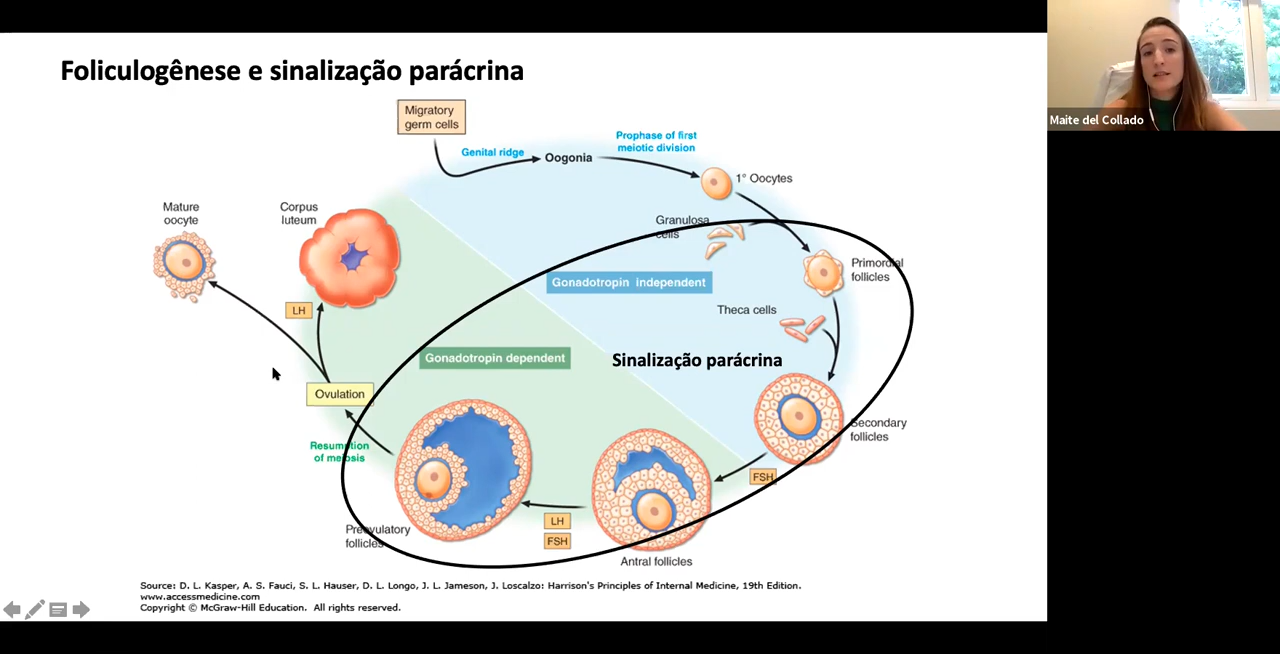 Foliculogênese e sinalização parácrina
Migratory
germ cells
Genital ridge
Oogonia
Prophase of first
meiotic division
1° Oocytes
Granulosa
cells
Primordial
follicles
Mature
oocyte
Corpus
luteum
Gonadotropin independent
Theca cells
LH
Gonadotropin dependent
Sinalização parácrina
Ovulation
Secondary
follicles
Resumption
of meiosis
FSH
LH
FSH
Preovulatory
follicles
Antral follicles
Source: D. L. Kasper, A. S. Fauci, S. L. Hauser, D. L. Longo, J. L. Jameson, J. Loscalzo: Harrison's Principles of Internal Medicine, 19th Edition.
www.accessmedicine.com
Copyright © McGraw-Hill Education. All rights reserved.
Maite del Collado